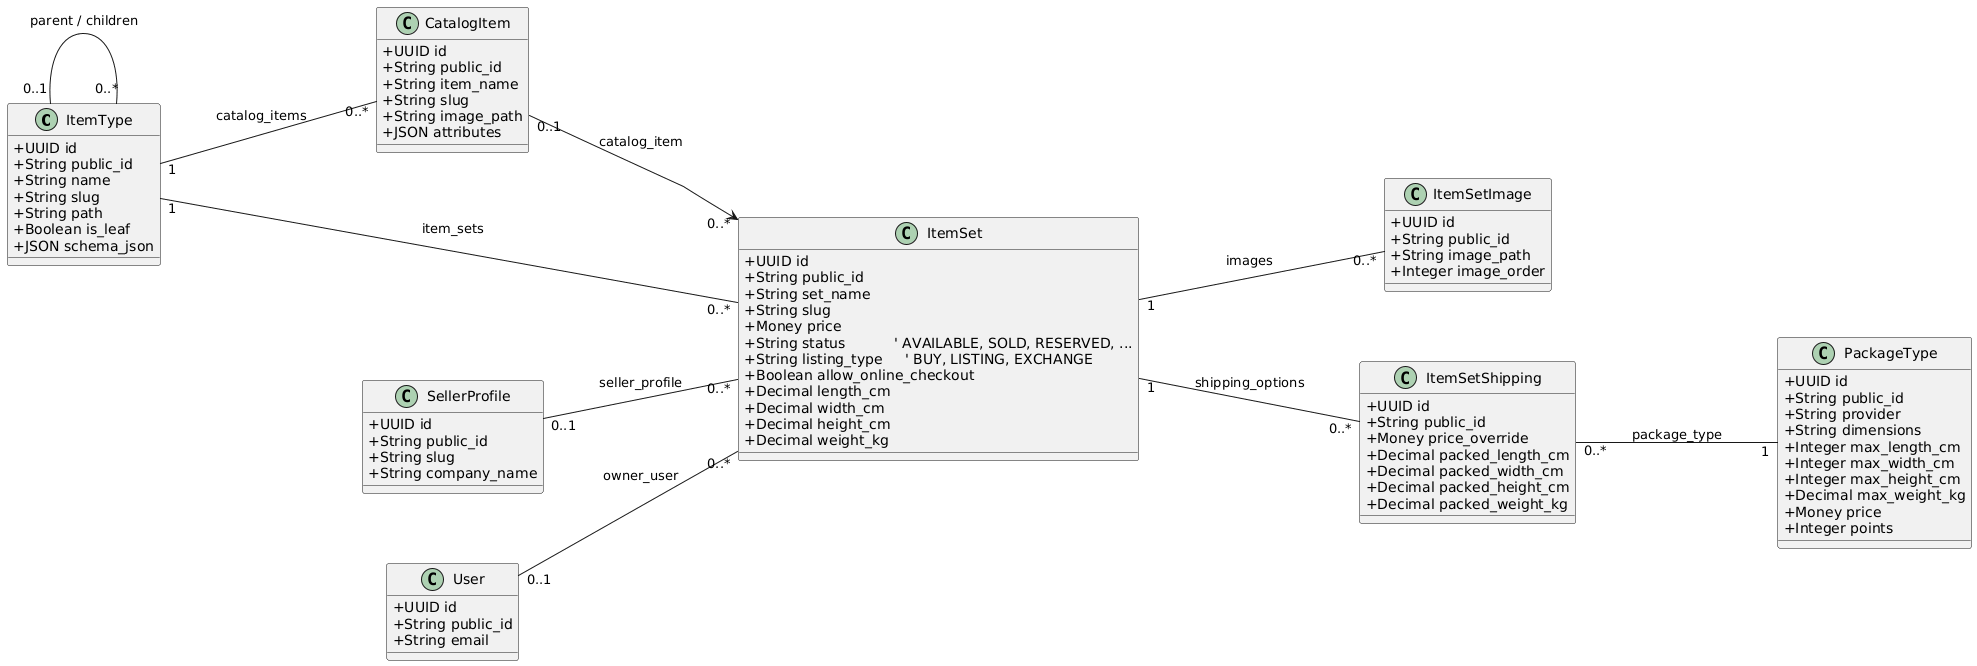 parent / children
0..1
0..*
C ItemType
+UUID id
+String public_id
+String name
+String slug
+String path
+Boolean is_leaf
+JSON schema_json
1
catalog_items
0..*
1
item_sets
0..*
C CatalogItem
+UUID id
+String public_id
+String item_name
+String slug
+String image_path
+JSON attributes
0..1
catalog_item
0..*
C SellerProfile
+UUID id
+String public_id
+String slug
+String company_name
0..1
seller_profile
0..*
C User
+UUID id
+String public_id
+String email
0..1
owner_user
0..*
C ItemSet
+UUID id
+String public_id
+String set_name
+String slug
+Money price
+String status ' AVAILABLE, SOLD, RESERVED, ...
+String listing_type ' BUY, LISTING, EXCHANGE
+Boolean allow_online_checkout
+Decimal length_cm
+Decimal width_cm
+Decimal height_cm
+Decimal weight_kg
1
images
0..*
1
shipping_options
0..*
C ItemSetImage
+UUID id
+String public_id
+String image_path
+Integer image_order
C ItemSetShipping
+UUID id
+String public_id
+Money price_override
+Decimal packed_length_cm
+Decimal packed_width_cm
+Decimal packed_height_cm
+Decimal packed_weight_kg
0..*
package_type
1
C PackageType
+UUID id
+String public_id
+String provider
+String dimensions
+Integer max_length_cm
+Integer max_width_cm
+Integer max_height_cm
+Decimal max_weight_kg
+Money price
+Integer points